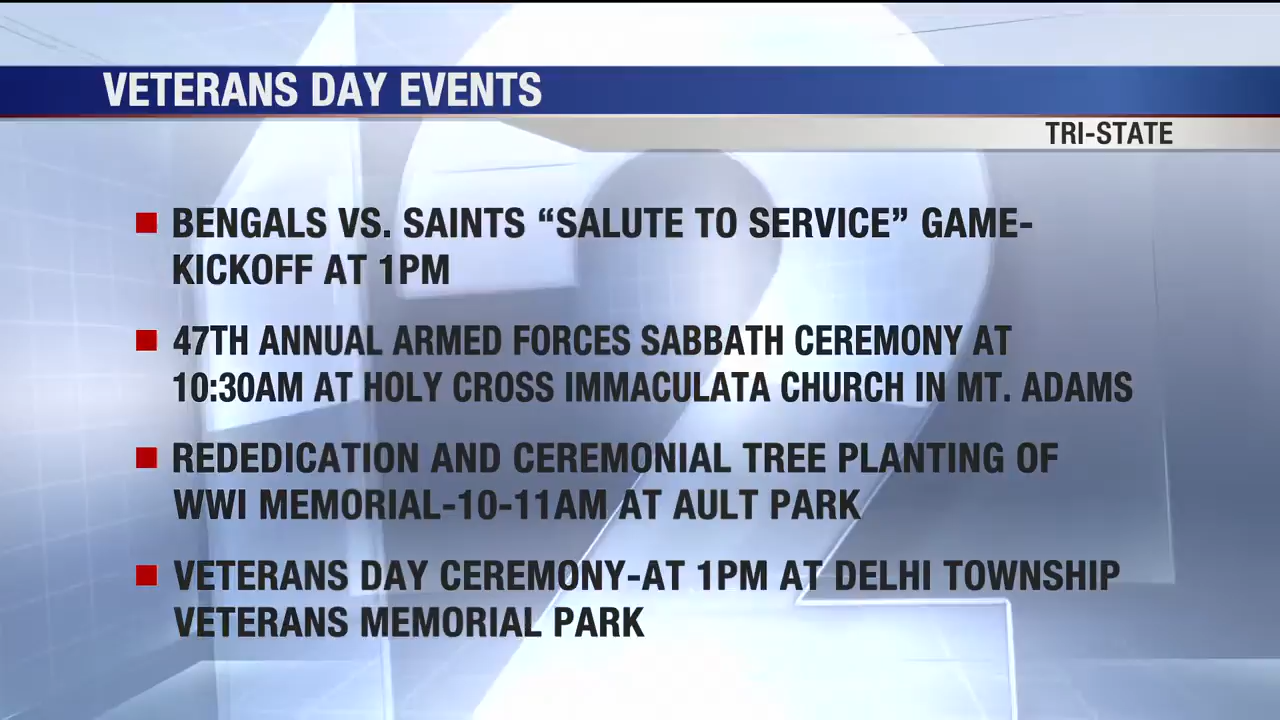 VETERANS DAY EVENTS
TRI-STATE
BENGALS VS. SAINTS “SALUTE TO SERVICE” GAME-
KICKOFF AT 1PM
47TH ANNUAL ARMED FORCES SABBATH CEREMONY AT
10:30AM AT HOLY CROSS IMMACULATA CHURCH IN MT. ADAMS
REDEDICATION AND CEREMONIAL TREE PLANTING OF
WWI MEMORIAL-10-11AM AT AULT PARK
VETERANS DAY CEREMONY-AT 1PM AT DELHI TOWNSHIP
VETERANS MEMORIAL PARK
12